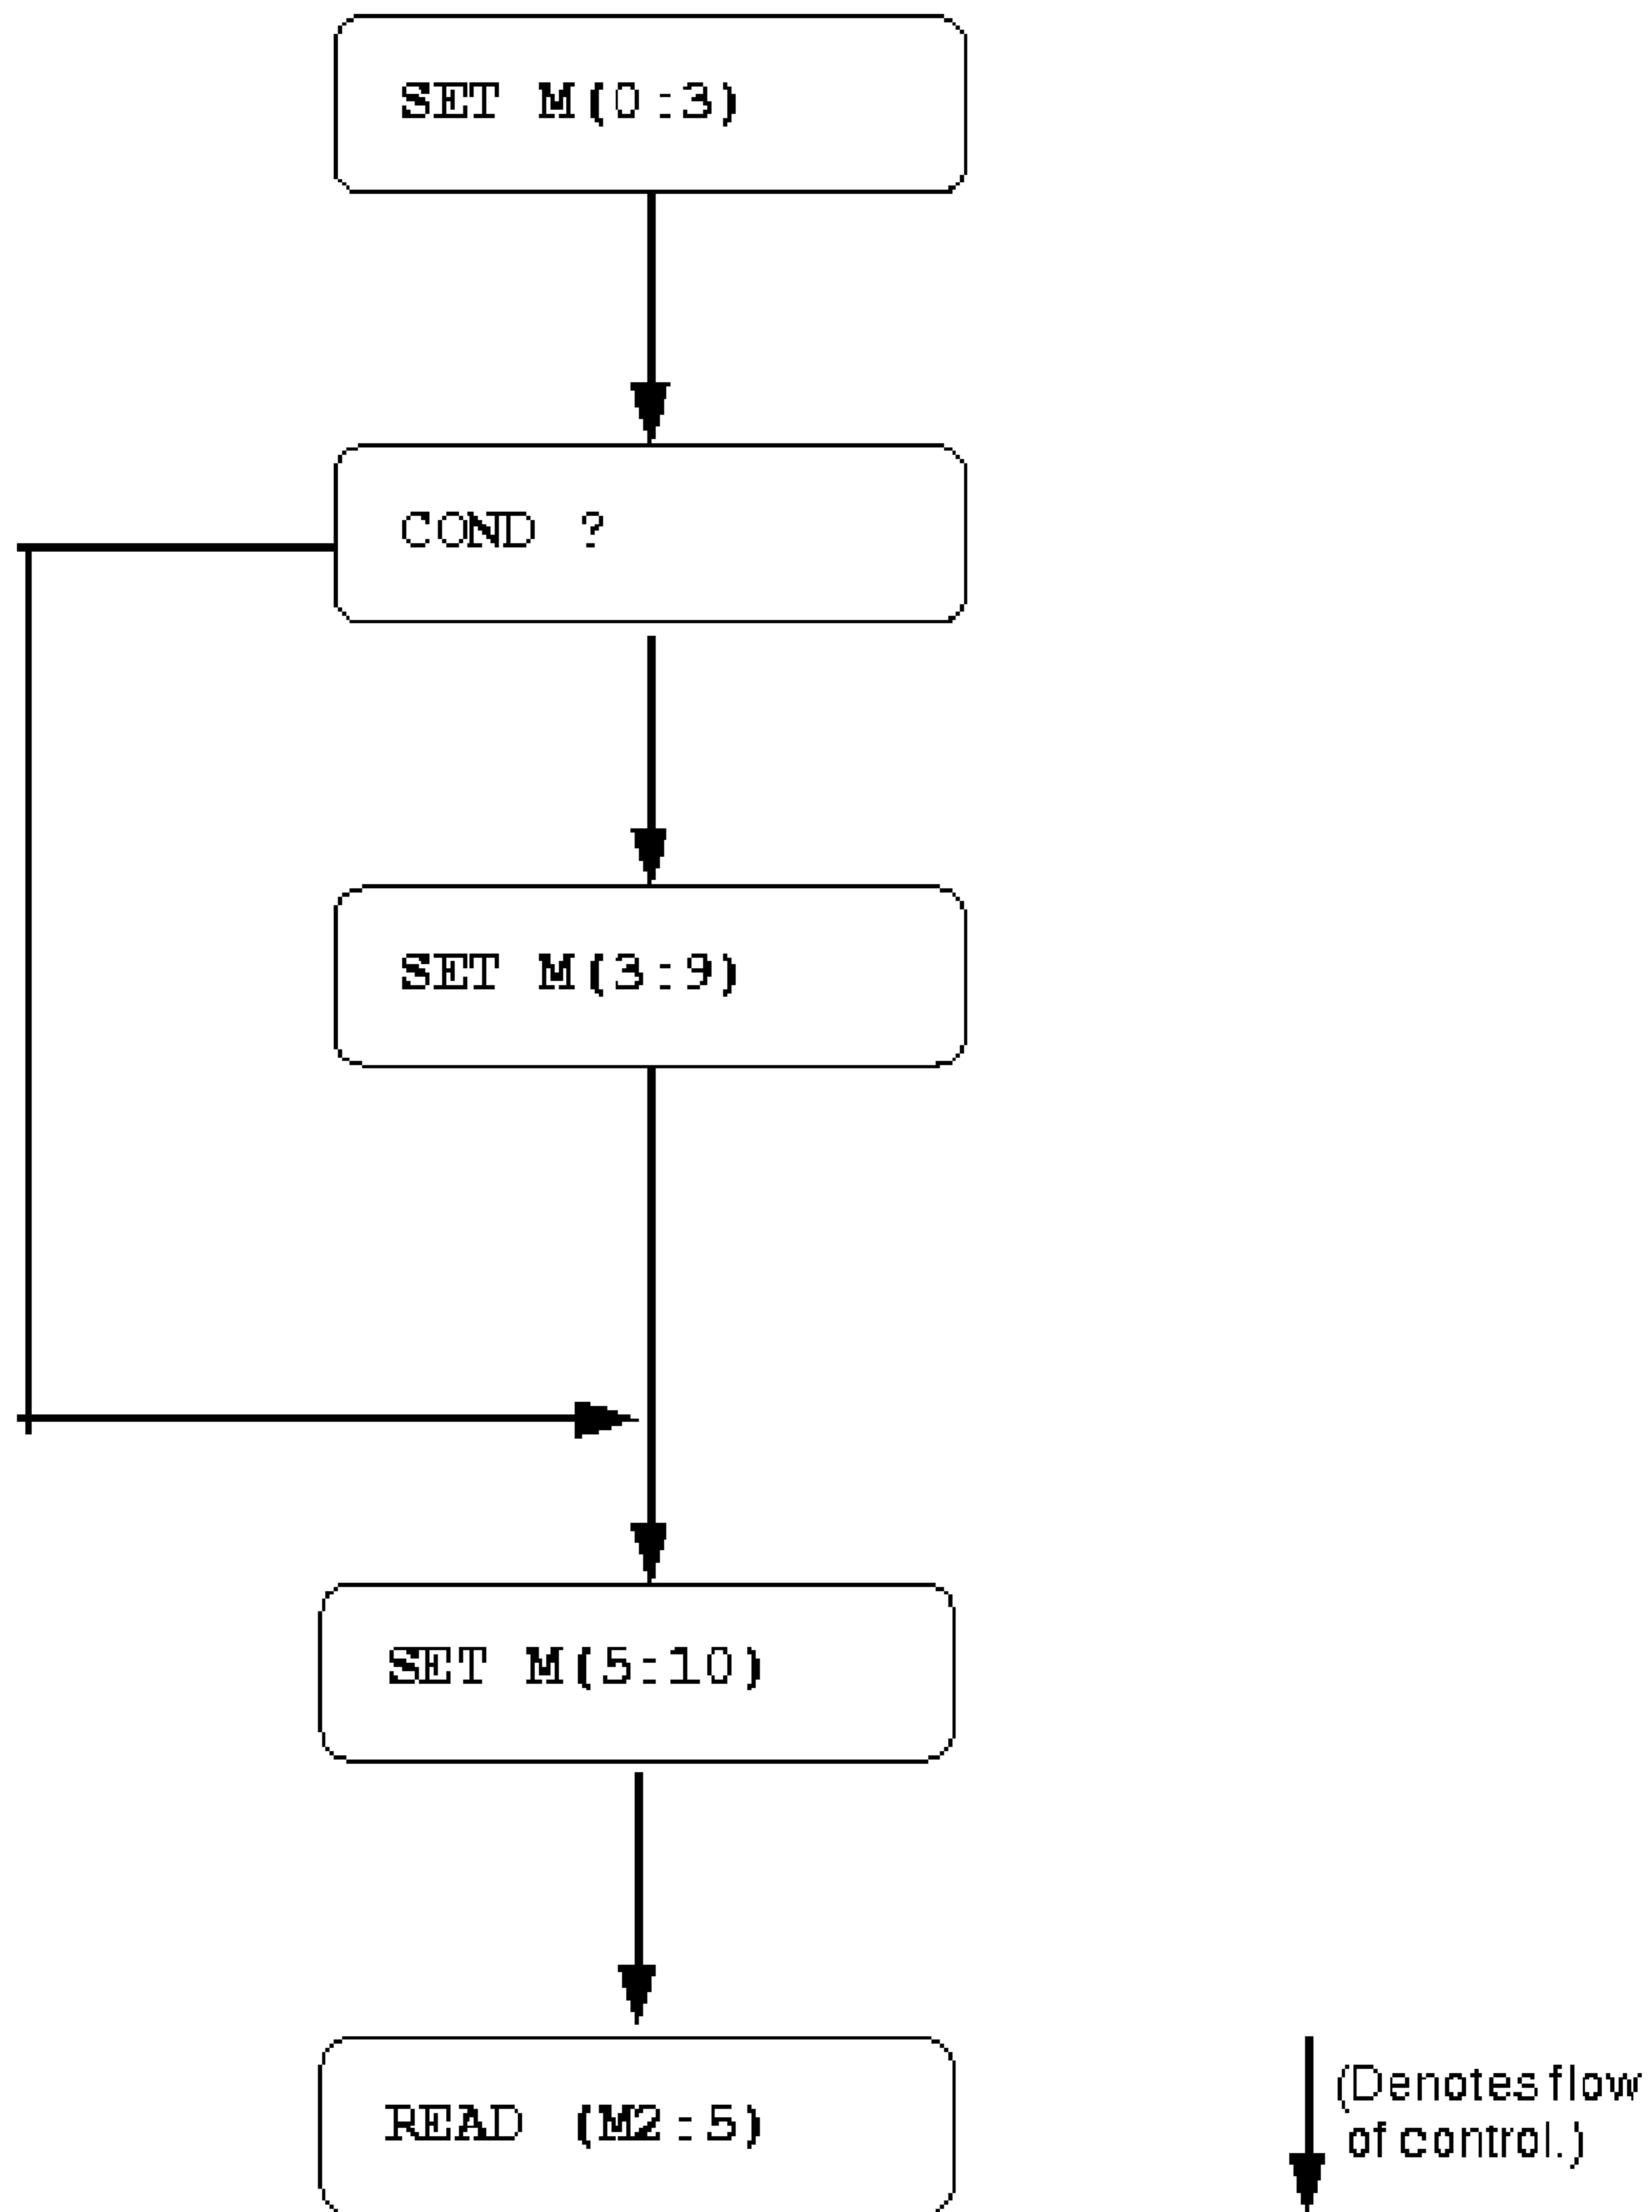 SET M(0:3)
COND ?
SET M(3:9)
SET M(5:10)
READ (M2:5)
(Denotes flow
of control.)